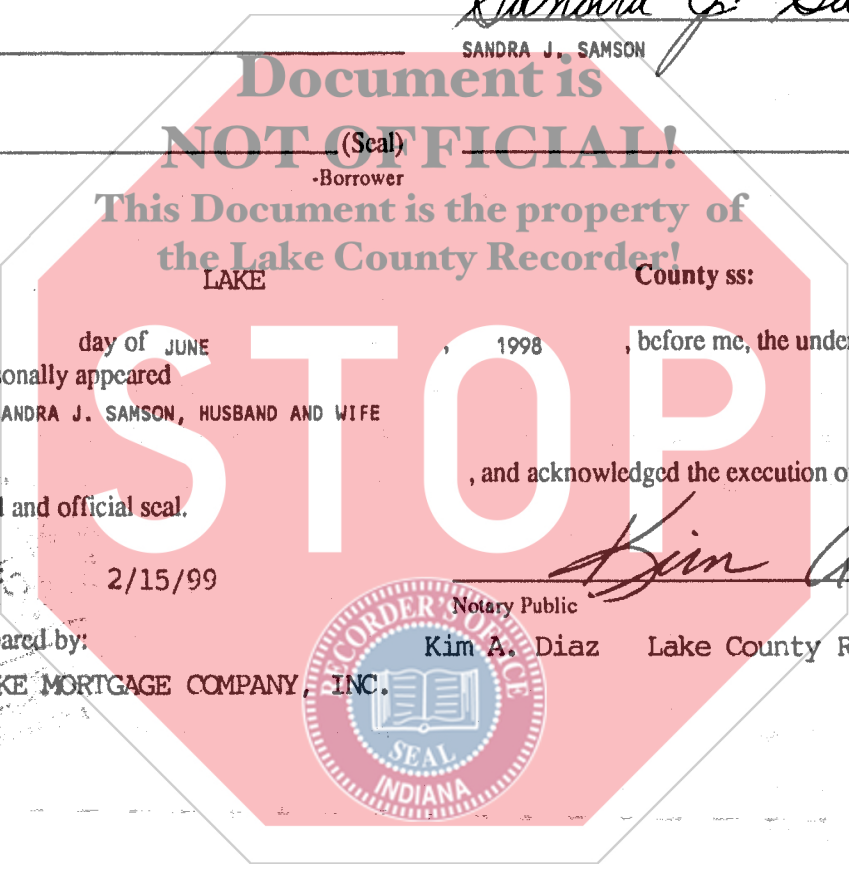 Sandra J.
SANDRA J. SAMSON
Document is
NOT OFFICIAL!
(Seal)
-Borrower
This Document is the property of
the Lake County Recorder!
LAKE County ss:
day of JUNE , 1998 , before me, the unde
sonally appeared
ANDRA J. SAMSON, HUSBAND AND WIFE
STOP
, and acknowledged the execution o
l and official seal.
2/15/99
Kim
Notary Public
ared by:
Kim A. Diaz Lake County R
KE MORTGAGE COMPANY, INC.
RECORDER'S OFFICE
SEAL
INDIANA